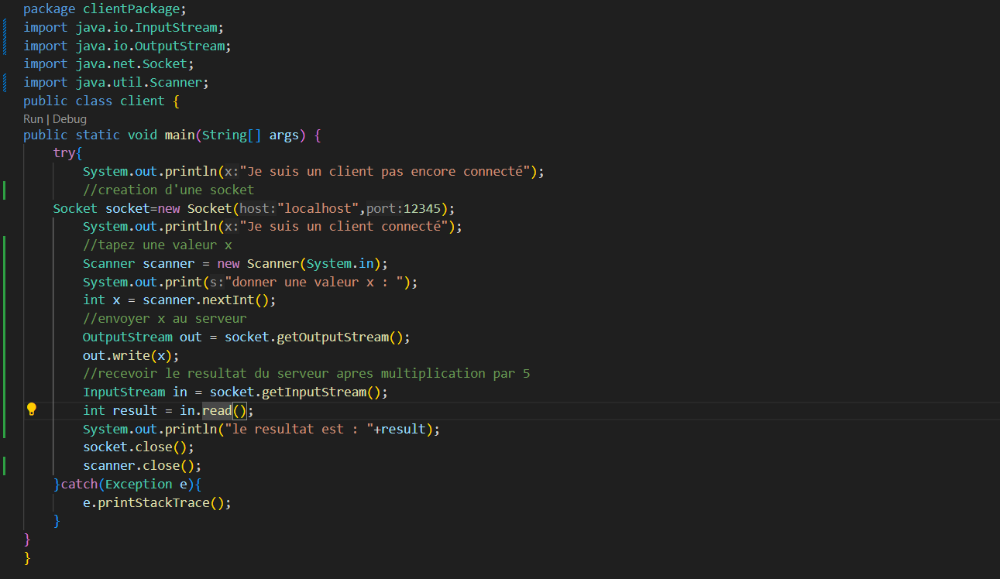 package clientPackage;
import java.io.InputStream;
import java.io.OutputStream;
import java.net.Socket;
import java.util.Scanner;
public class client {
Run | Debug
public static void main(String[] args) {
    try{
        System.out.println(x:"Je suis un client pas encore connecté");
        //creation d'une socket
    Socket socket=new Socket(host:"localhost",port:12345);
        System.out.println(x:"Je suis un client connecté");
        //tapez une valeur x
        Scanner scanner = new Scanner(System.in);
        System.out.print(s:"donner une valeur x : ");
        int x = scanner.nextInt();
        //envoyer x au serveur
        OutputStream out = socket.getOutputStream();
        out.write(x);
        //recevoir le resultat du serveur apres multiplication par 5
        InputStream in = socket.getInputStream();
        int result = in.read();
        System.out.println("le resultat est : "+result);
        socket.close();
        scanner.close();
    }catch(Exception e){
        e.printStackTrace();
    }
}
}